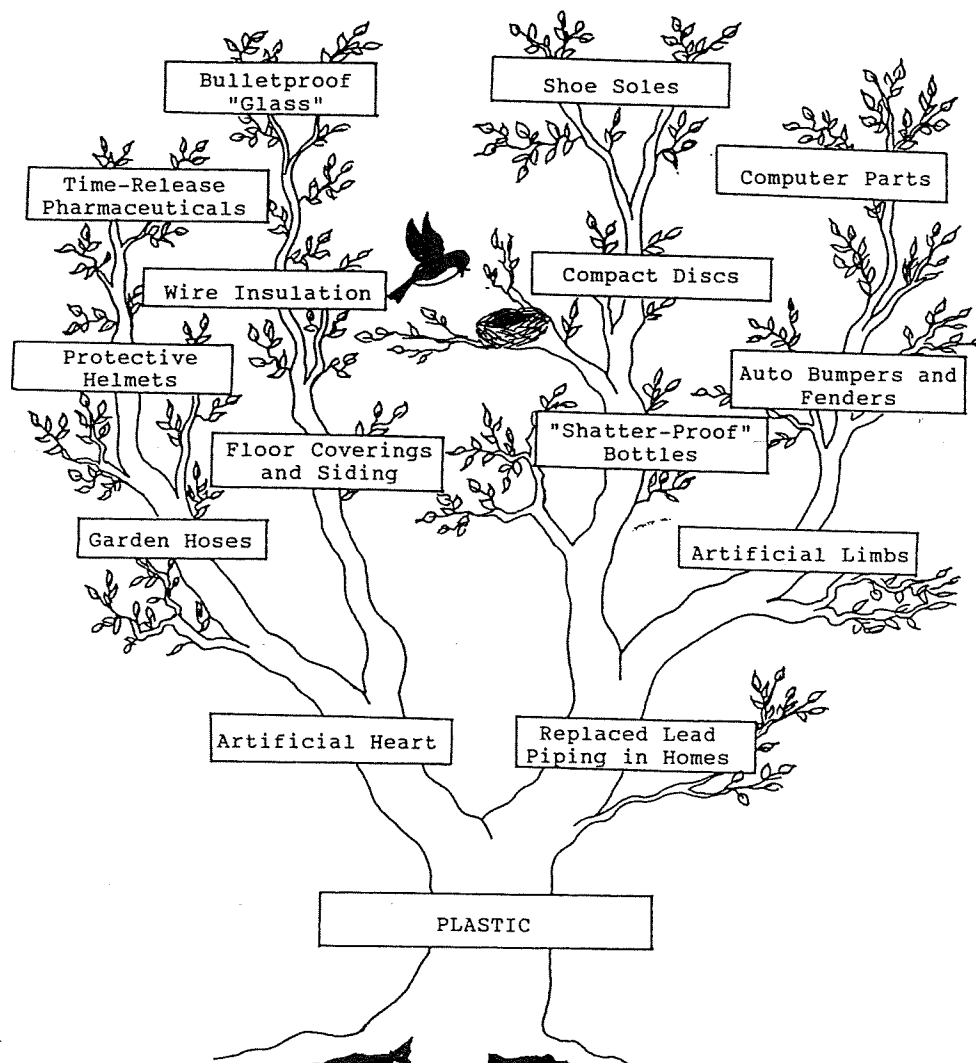 Bulletproof
"Glass"
Shoe Soles
Computer Parts
Time-Release
Pharmaceuticals
Wire Insulation
Compact Discs
Protective
Helmets
Auto Bumpers and
Fenders
Floor Coverings
and Siding
"Shatter-Proof"
Bottles
Garden Hoses
Artificial Limbs
Artificial Heart
Replaced Lead
Piping in Homes
PLASTIC